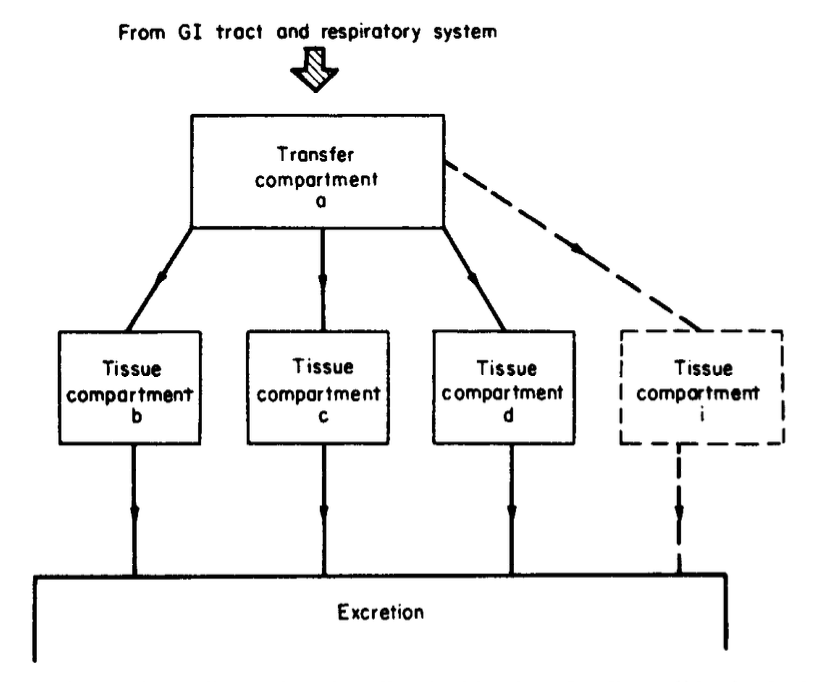 From GI tract and respiratory system
Transfer
compartment
a
Tissue
compartment
b
Tissue
compartment
c
Tissue
compartment
d
Tissue
compartment
i
Excretion